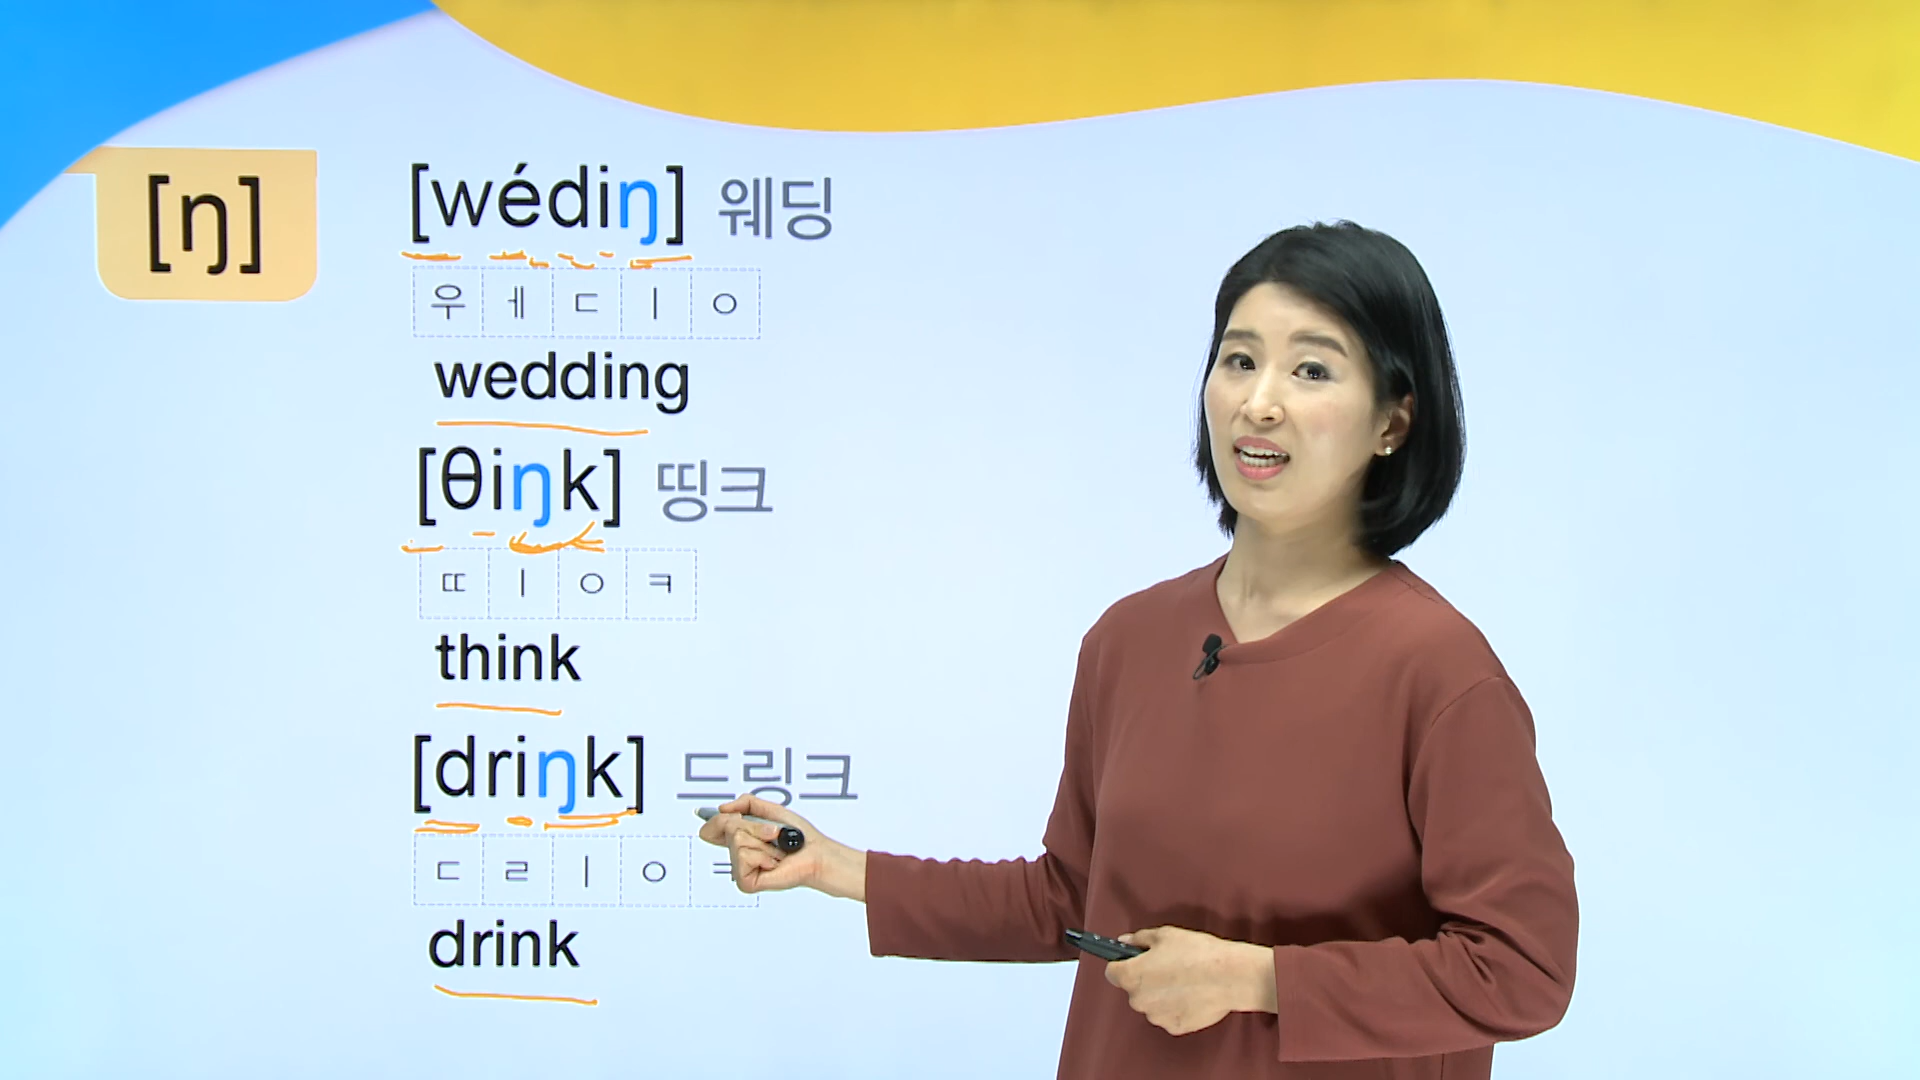 [ŋ]
[wédiŋ] 웨딩
우 ㅔ ㄷ ㅣ ㅇ
wedding
[θiŋk] 띵크
ㄸ ㅣ ㅇ ㅋ
think
[driŋk] 드링크
ㄷ ㄹ ㅣ ㅇ ㅋ
drink